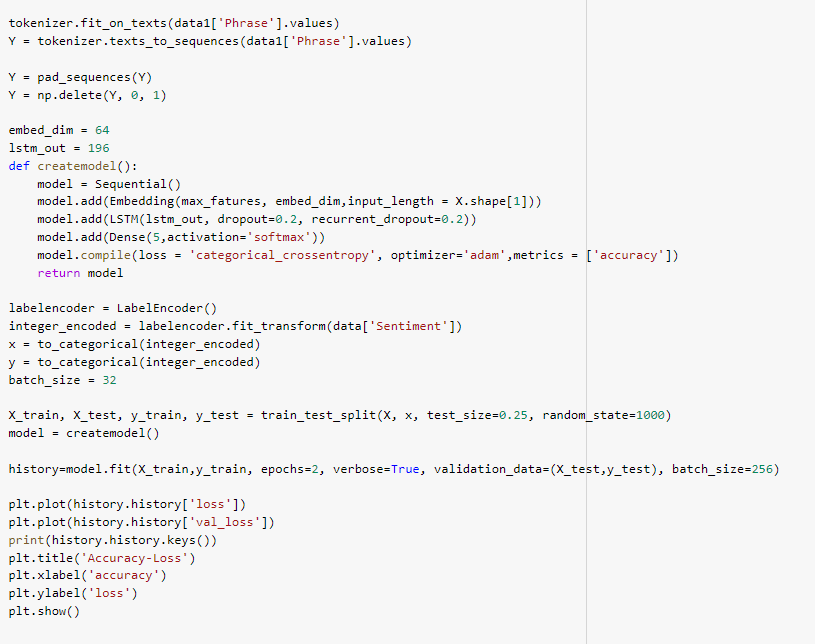 tokenizer.fit_on_texts(data1['Phrase'].values)
Y = tokenizer.texts_to_sequences(data1['Phrase'].values)
Y = pad_sequences(Y)
Y = np.delete(Y, 0, 1)
embed_dim = 64
lstm_out = 196
def createmodel():
    model = Sequential()
    model.add(Embedding(max_fatures, embed_dim,input_length = X.shape[1]))
    model.add(LSTM(lstm_out, dropout=0.2, recurrent_dropout=0.2))
    model.add(Dense(5,activation='softmax'))
    model.compile(loss = 'categorical_crossentropy', optimizer='adam',metrics = ['accuracy'])
    return model
labelencoder = LabelEncoder()
integer_encoded = labelencoder.fit_transform(data['Sentiment'])
x = to_categorical(integer_encoded)
y = to_categorical(integer_encoded)
batch_size = 32
X_train, X_test, y_train, y_test = train_test_split(X, x, test_size=0.25, random_state=1000)
model = createmodel()
history=model.fit(X_train,y_train, epochs=2, verbose=True, validation_data=(X_test,y_test), batch_size=256)
plt.plot(history.history['loss'])
plt.plot(history.history['val_loss'])
print(history.history.keys())
plt.title('Accuracy-Loss')
plt.xlabel('accuracy')
plt.ylabel('loss')
plt.show()